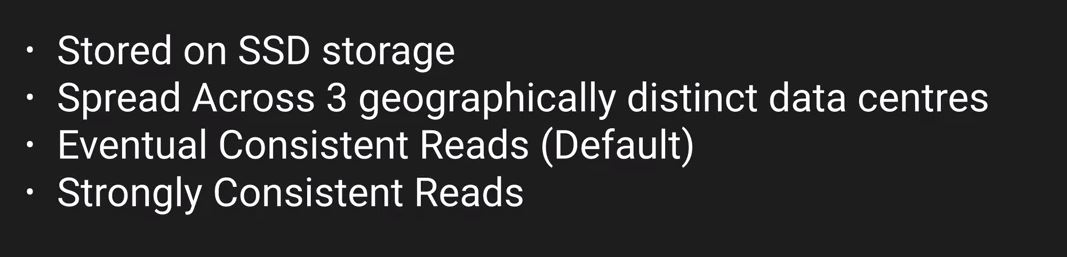 · Stored on SSD storage
· Spread Across 3 geographically distinct data centres
· Eventual Consistent Reads (Default)
· Strongly Consistent Reads